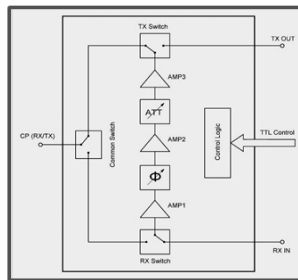 TX Switch
TX OUT
AMP3
ATT
CP (RX/TX)
Common Switch
AMP2
Control Logic
TTL Control
Φ
AMP1
RX IN
RX Switch